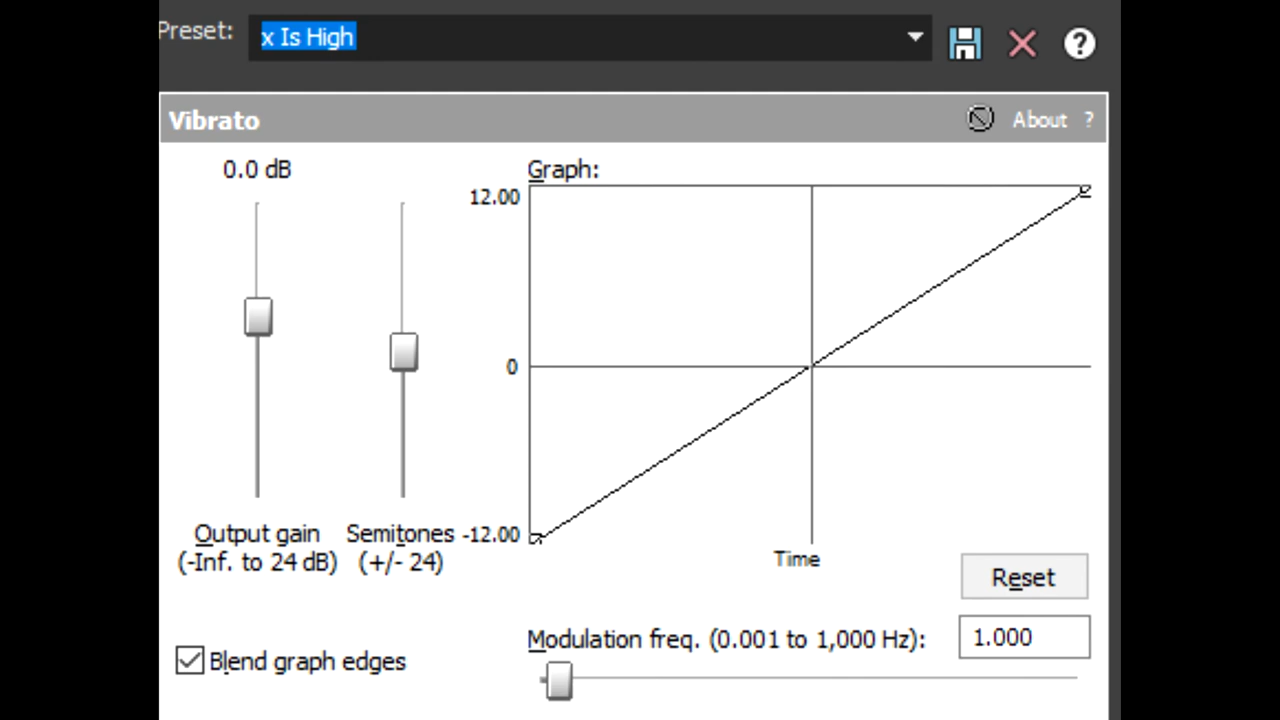 Preset:
x Is High
?
Vibrato
About ?
0.0 dB
Graph:
12.00
0
-12.00
Output gain
(-Inf. to 24 dB)
Semitones
(+/- 24)
Time
Reset
Modulation freq. (0.001 to 1,000 Hz):
1.000
Blend graph edges